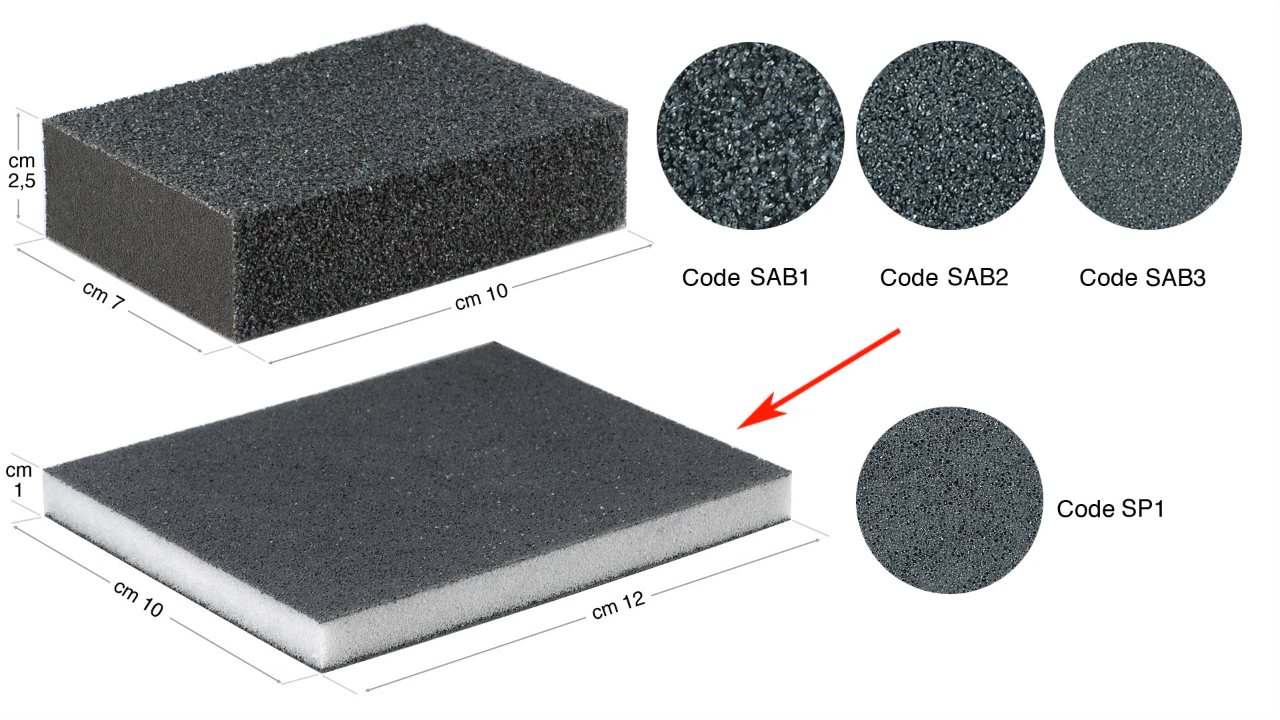 cm
2,5
cm 7
cm 10
Code SAB1
Code SAB2
Code SAB3
cm
1
cm 10
cm 12
Code SP1